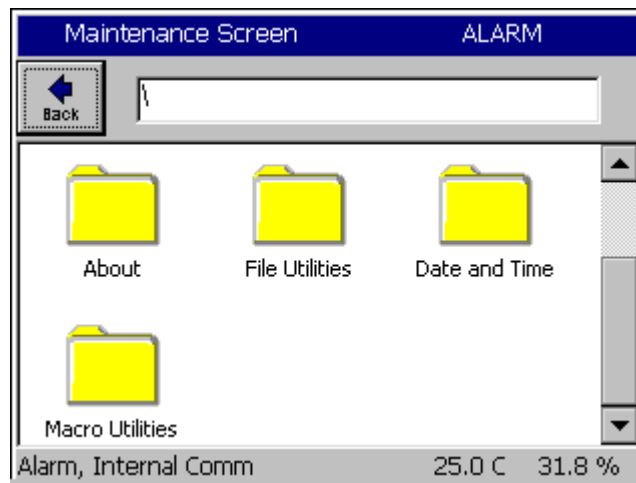 Maintenance Screen ALARM
Back
\
About File Utilities Date and Time
Macro Utilities
Alarm, Internal Comm 25.0 C 31.8 %